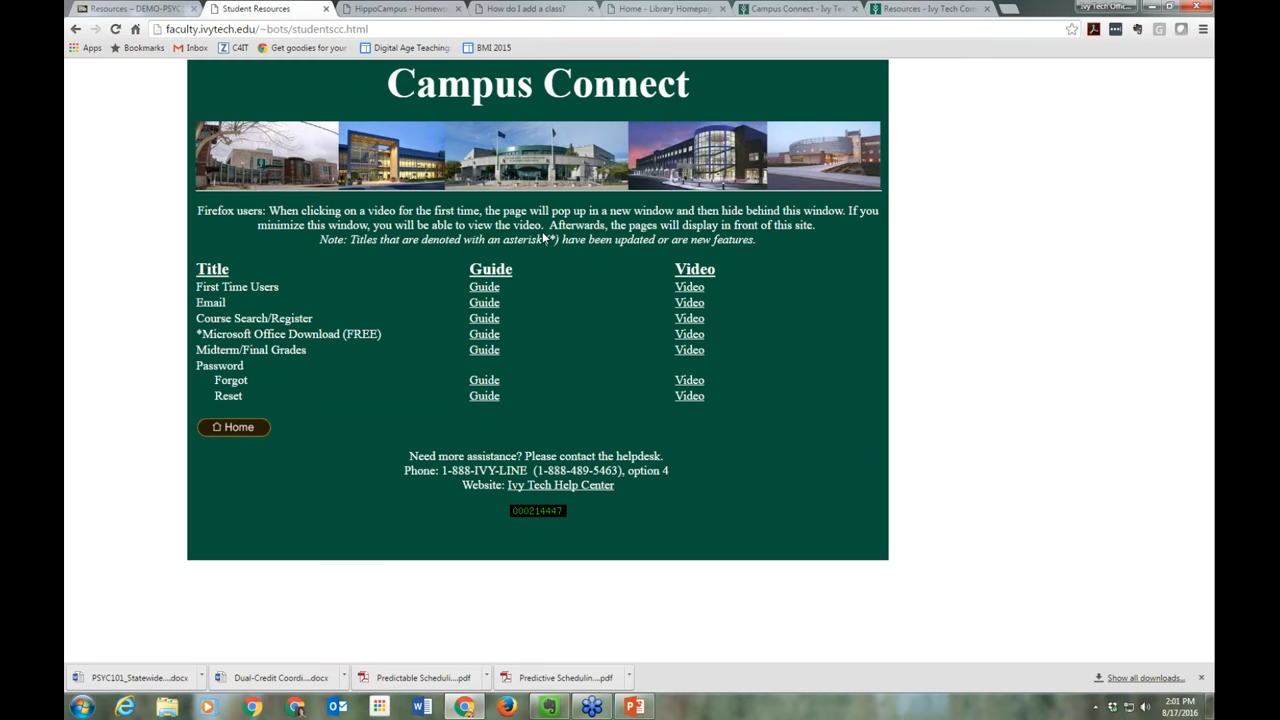 Resources – DEMO-PSYC
Student Resources
HippoCampus - Homew
How do I add a class?
Home - Library Homepag
Campus Connect - Ivy Te
Resources - Ivy Tech Com
Ivy Tech Offic...
faculty.ivytech.edu/~bots/studentscc.html
Apps
Bookmarks
Inbox
C4IT
Get goodies for your
Digital Age Teaching
BMI 2015
Campus Connect
Firefox users: When clicking on a video for the first time, the page will pop up in a new window and then hide behind this window. If you
minimize this window, you will be able to view the video. Afterwards, the pages will display in front of this site.
Note: Titles that are denoted with an asterisk (*) have been updated or are new features.
Title Guide Video
First Time Users Guide Video
Email Guide Video
Course Search/Register Guide Video
*Microsoft Office Download (FREE) Guide Video
Midterm/Final Grades Guide Video
Password
Forgot Guide Video
Reset Guide Video
Home
Need more assistance? Please contact the helpdesk.
Phone: 1-888-IVY-LINE (1-888-489-5463), option 4
Website: Ivy Tech Help Center
000214447
PSYC101_Statewide....docx
Dual-Credit Coordi....docx
Predictable Scheduli....pdf
Predictive Schedulin....pdf
Show all downloads...
2:01 PM
8/17/2016